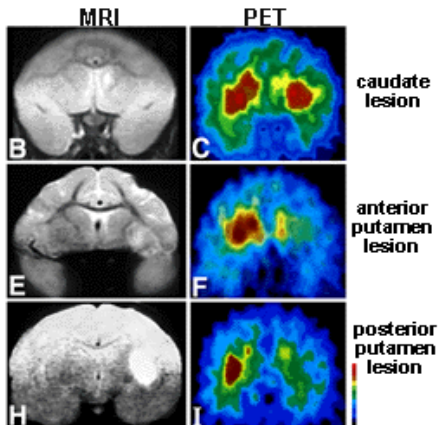 MRI PET
B C
caudate
lesion
E F
anterior
putamen
lesion
H I
posterior
putamen
lesion